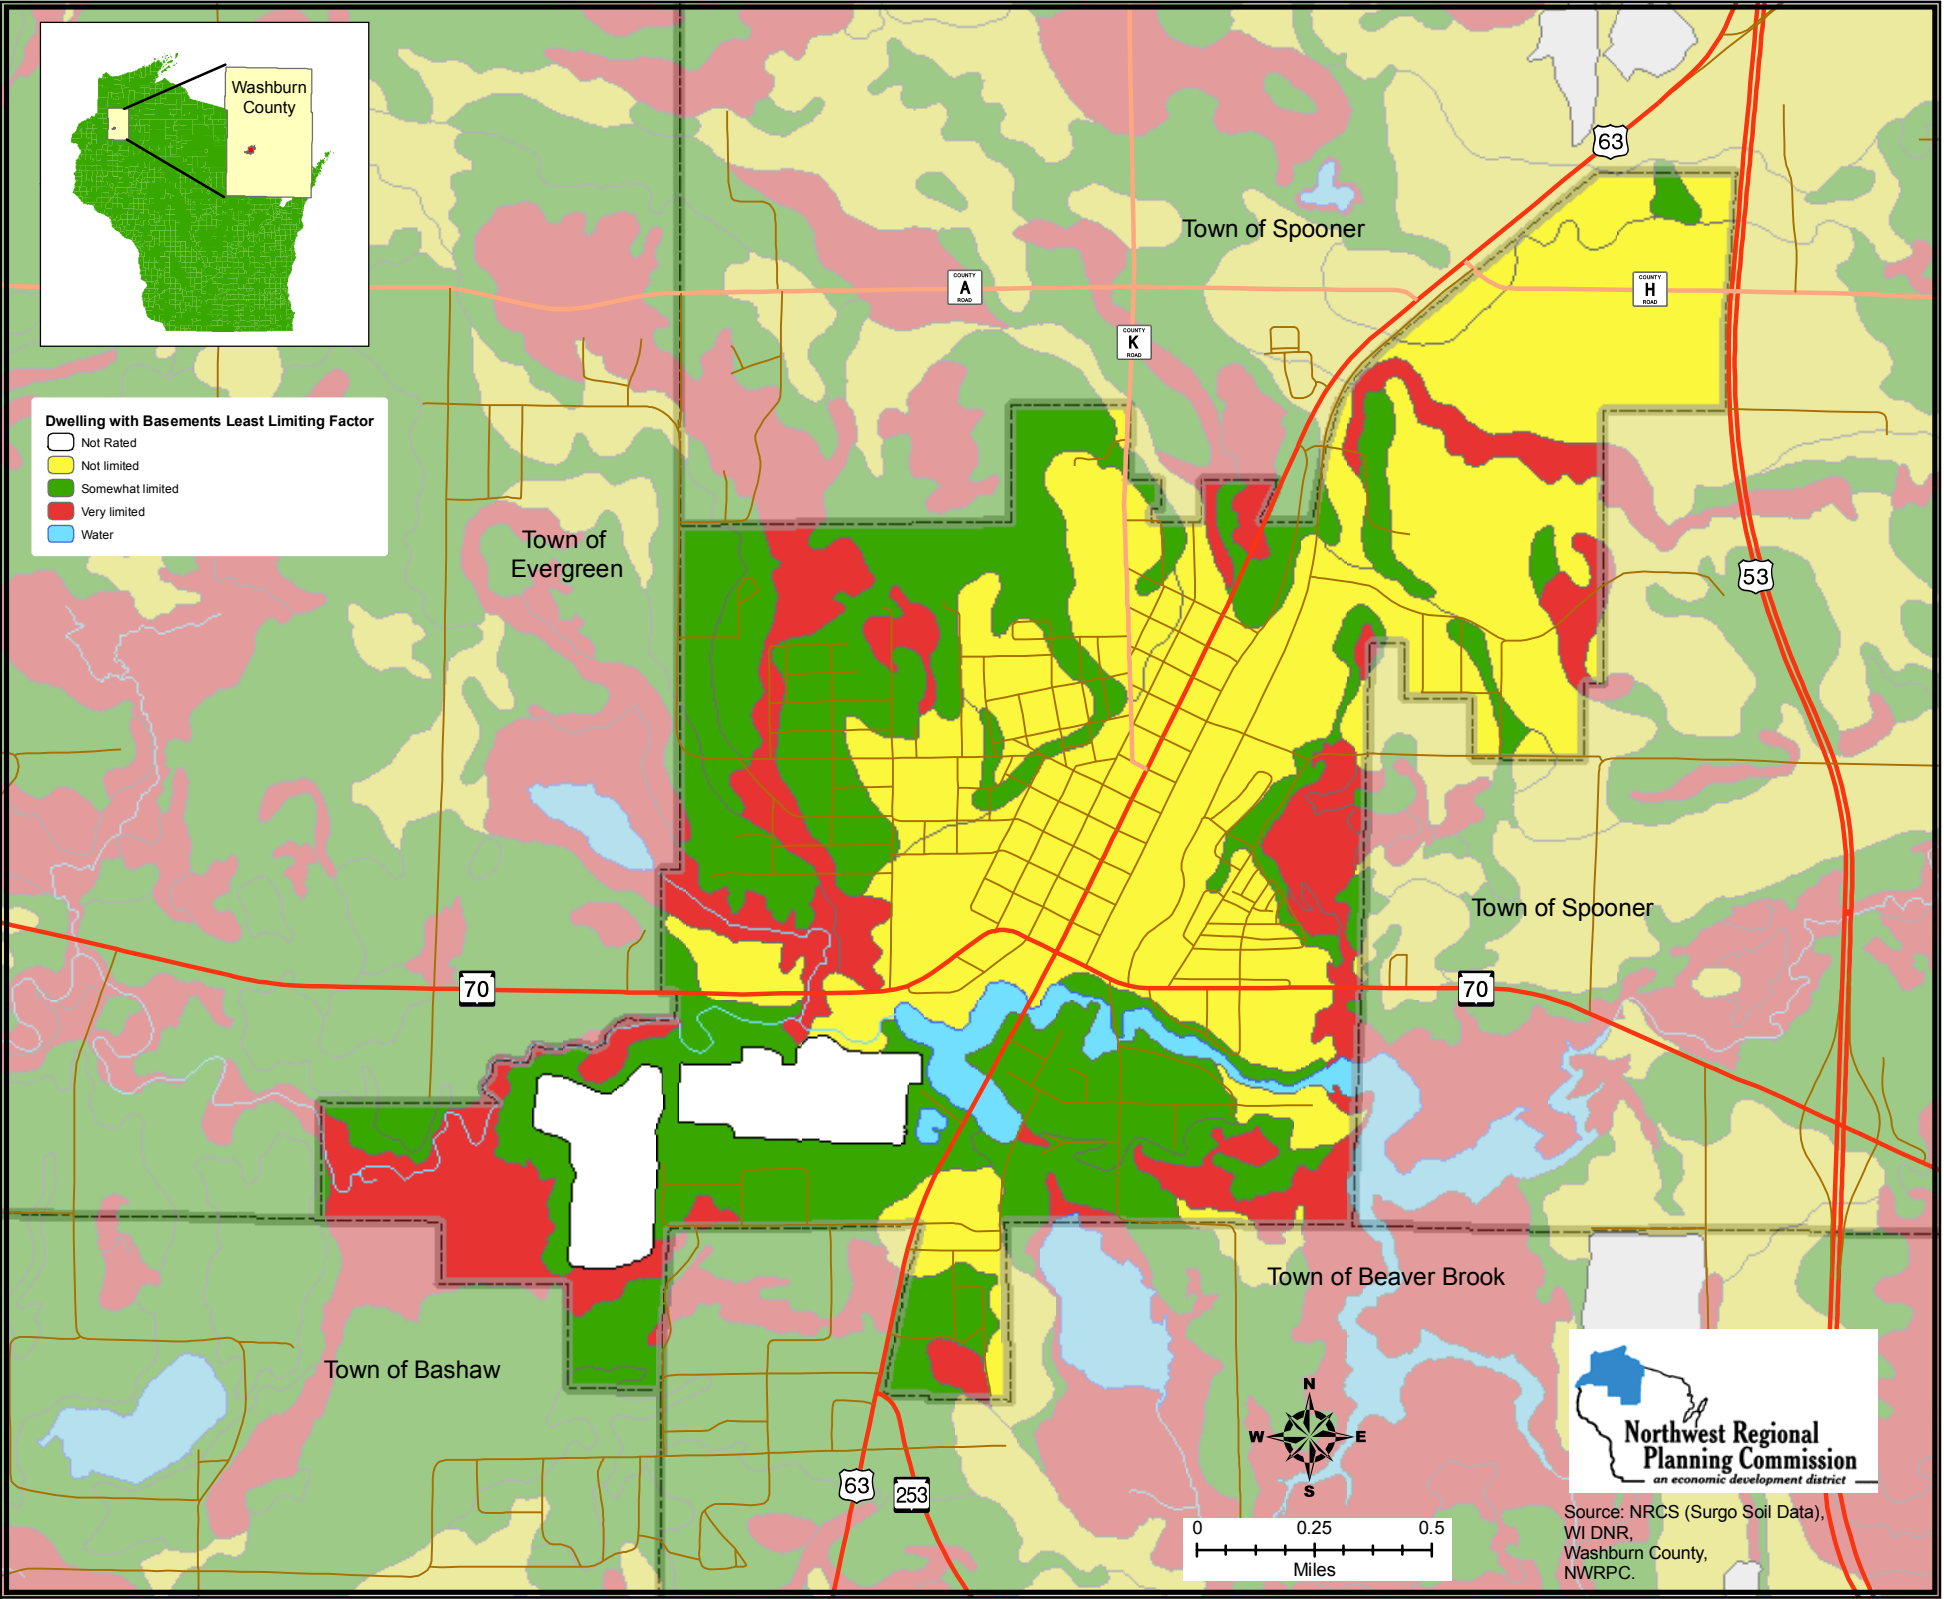 Washburn
County
63
Town of Spooner
COUNTY
A
ROAD
COUNTY
H
ROAD
COUNTY
K
ROAD
Dwelling with Basements Least Limiting Factor
Not Rated
Not limited
Somewhat limited
Very limited
Water
Town of
Evergreen
53
Town of Spooner
70
70
Town of Beaver Brook
Town of Bashaw
N
W
E
S
63
253
Northwest Regional
Planning Commission
an economic development district
0
0.25
0.5
Miles
Source: NRCS (Surgo Soil Data),
WI DNR,
Washburn County,
NWRPC.